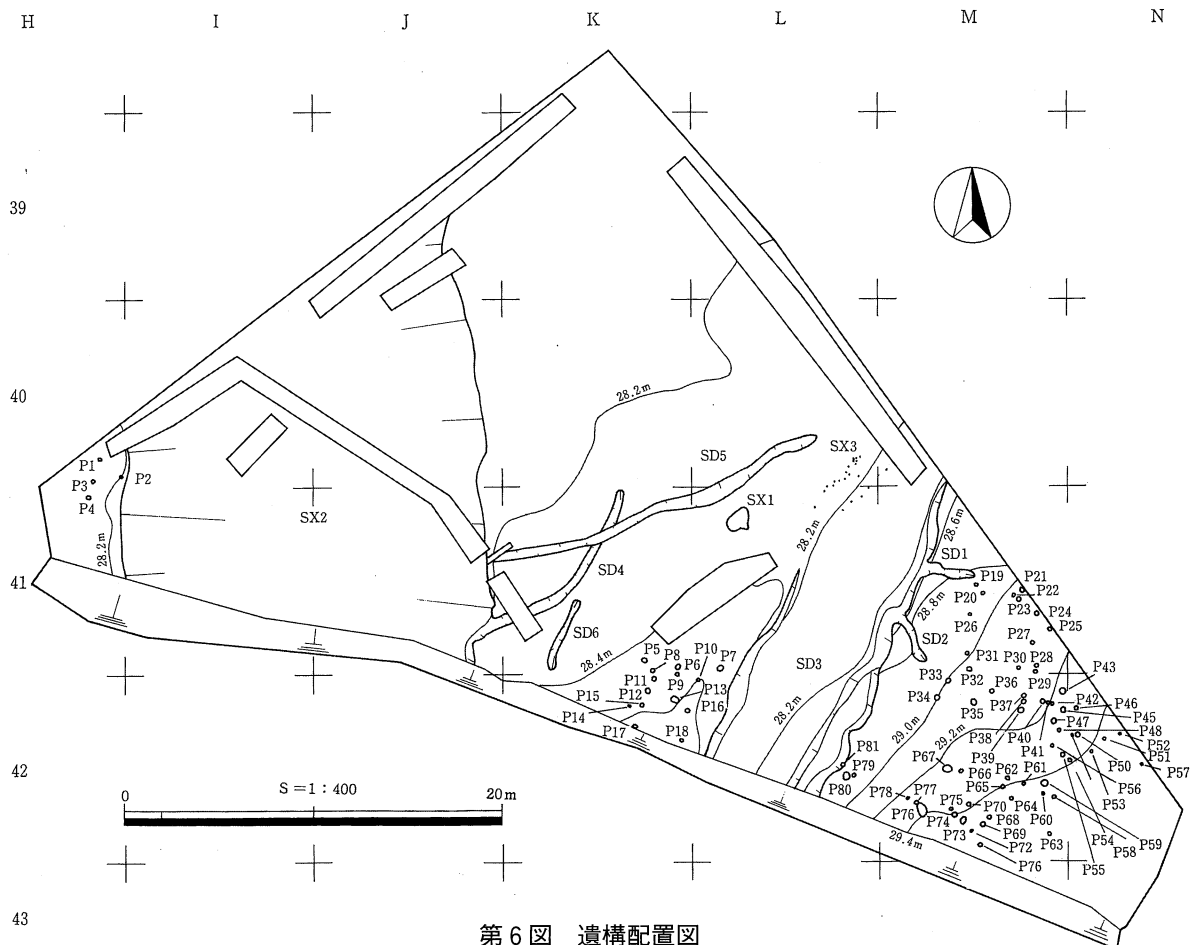 H I J K L M N
39
40
41
42
43
28.2m
SX3
SD5
P1
P2
P3
P4
SX1
SX2
28.2m
28.2m
28.6m
SD1
SD4
P19
P21
P22
P20
P23
P24
28.8m
P26
P25
SD6
SD2
P27
28.4m
P10
P5
P8
P6
P7
P31
P30
P28
P43
SD3
P11
P9
P33
P32
P29
P15
P12
P13
P36
P42
P46
P14
P16
P34
P35
P37
P45
28.2m
P47
P48
P17
P18
29.0m
29.2m
P38
P40
P41
P52
P39
P51
P57
P81
P67
P50
P79
P66
P62
P61
P56
P80
P65
P53
P78
P77
P75
P70
P64
P60
P59
P76
P74
P68
P58
P54
P69
P63
P73
P72
P55
29.4m
P76
S=1:400
0 20m
第6図 遺構配置図